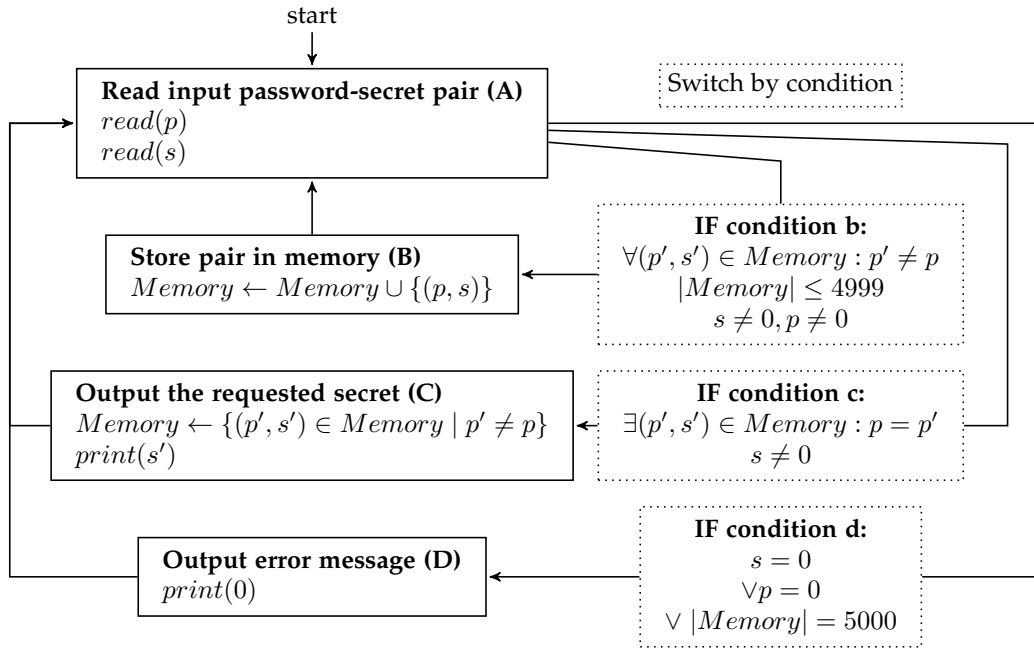 start
Read input password-secret pair (A)
read(p)
read(s)
Switch by condition
Store pair in memory (B)
Memory ← Memory ∪ {(p, s)}
IF condition b:
∀(p′, s′) ∈ Memory : p′ ≠ p
|Memory| ≤ 4999
s ≠ 0, p ≠ 0
Output the requested secret (C)
Memory ← {(p′, s′) ∈ Memory | p′ ≠ p}
print(s′)
IF condition c:
∃(p′, s′) ∈ Memory : p = p′
s ≠ 0
Output error message (D)
print(0)
IF condition d:
s = 0
∨p = 0
∨ |Memory| = 5000